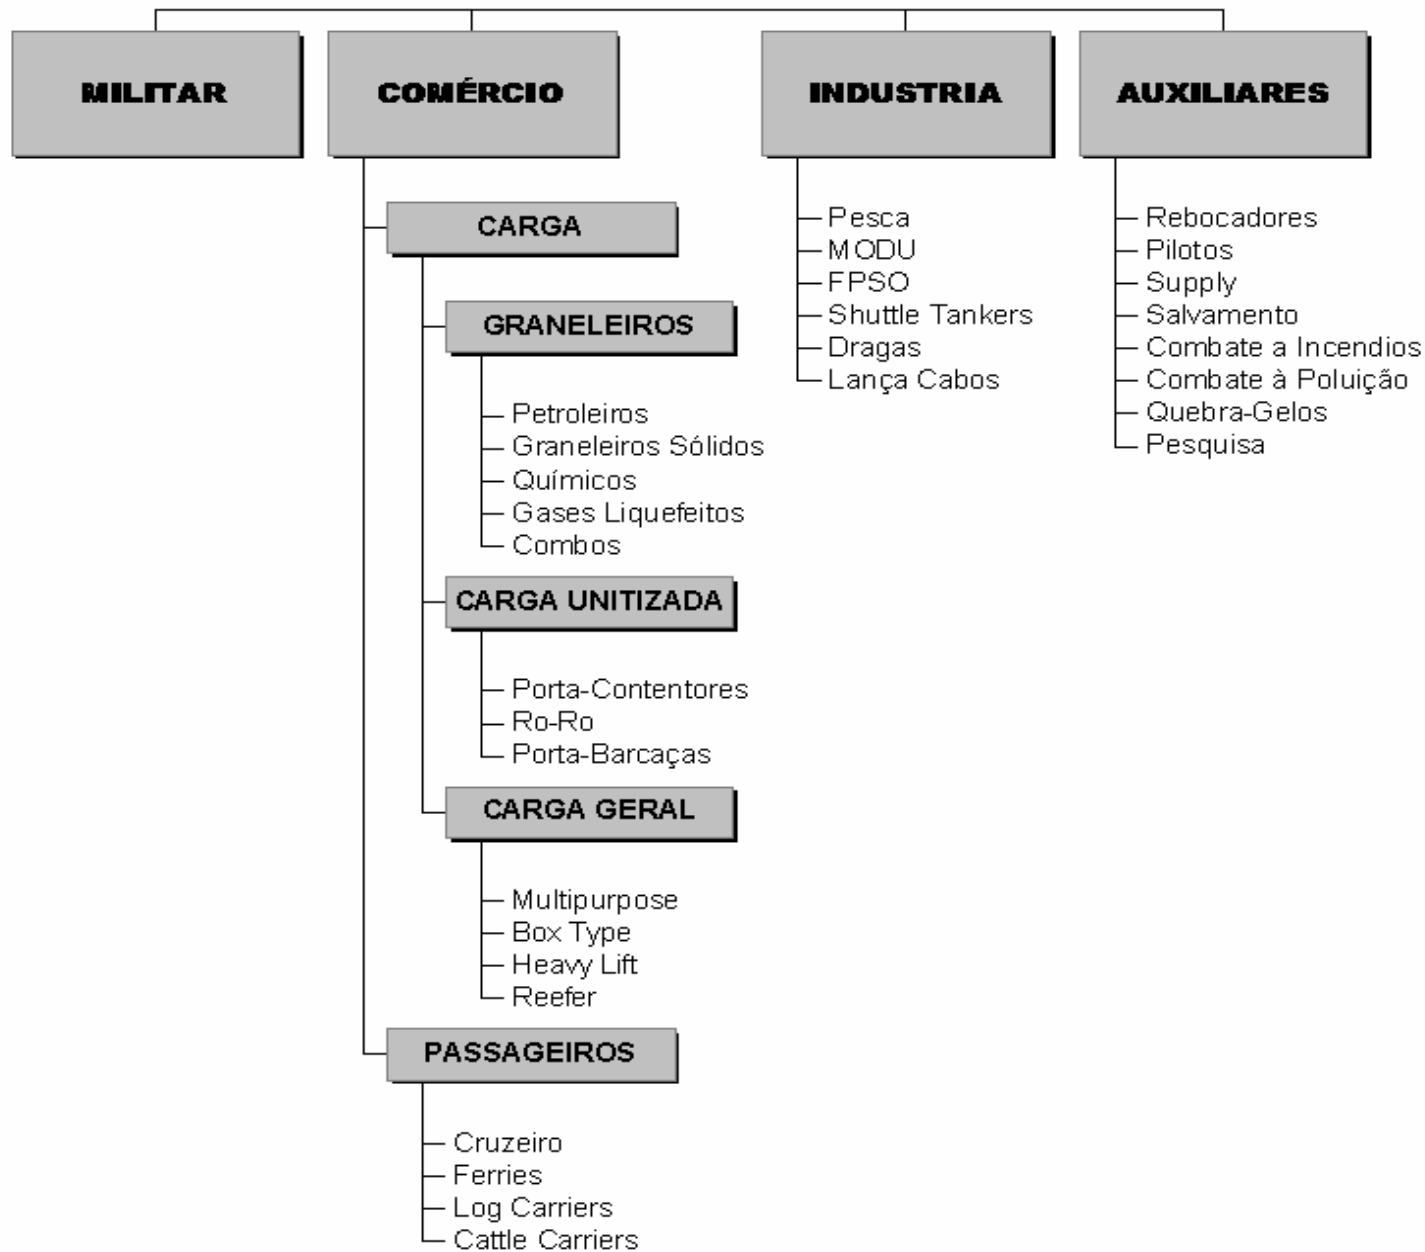 MILITAR
COMÉRCIO
INDUSTRIA
AUXILIARES
CARGA
GRANELEIROS
Petroleiros
Graneleiros Sólidos
Químicos
Gases Liquefeitos
Combos
CARGA UNITIZADA
Porta-Contentores
Ro-Ro
Porta-Barcaças
CARGA GERAL
Multipurpose
Box Type
Heavy Lift
Reefer
PASSAGEIROS
Cruzeiro
Ferries
Log Carriers
Cattle Carriers
Pesca
MODU
FPSO
Shuttle Tankers
Dragas
Lança Cabos
Rebocadores
Pilotos
Supply
Salvamento
Combate a Incendios
Combate à Poluição
Quebra-Gelos
Pesquisa